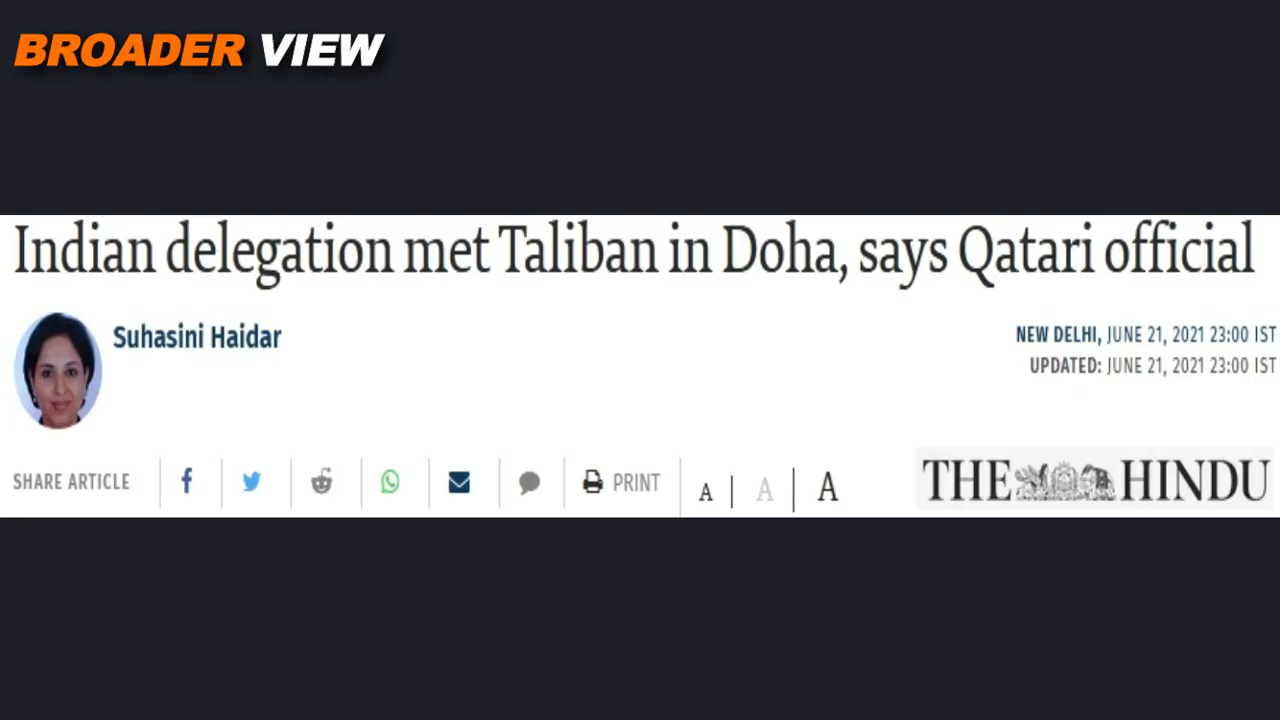 BROADER VIEW
Indian delegation met Taliban in Doha, says Qatari official
Suhasini Haidar
NEW DELHI, JUNE 21, 2021 23:00 IST
UPDATED: JUNE 21, 2021 23:00 IST
SHARE ARTICLE PRINT A A A
THE HINDU